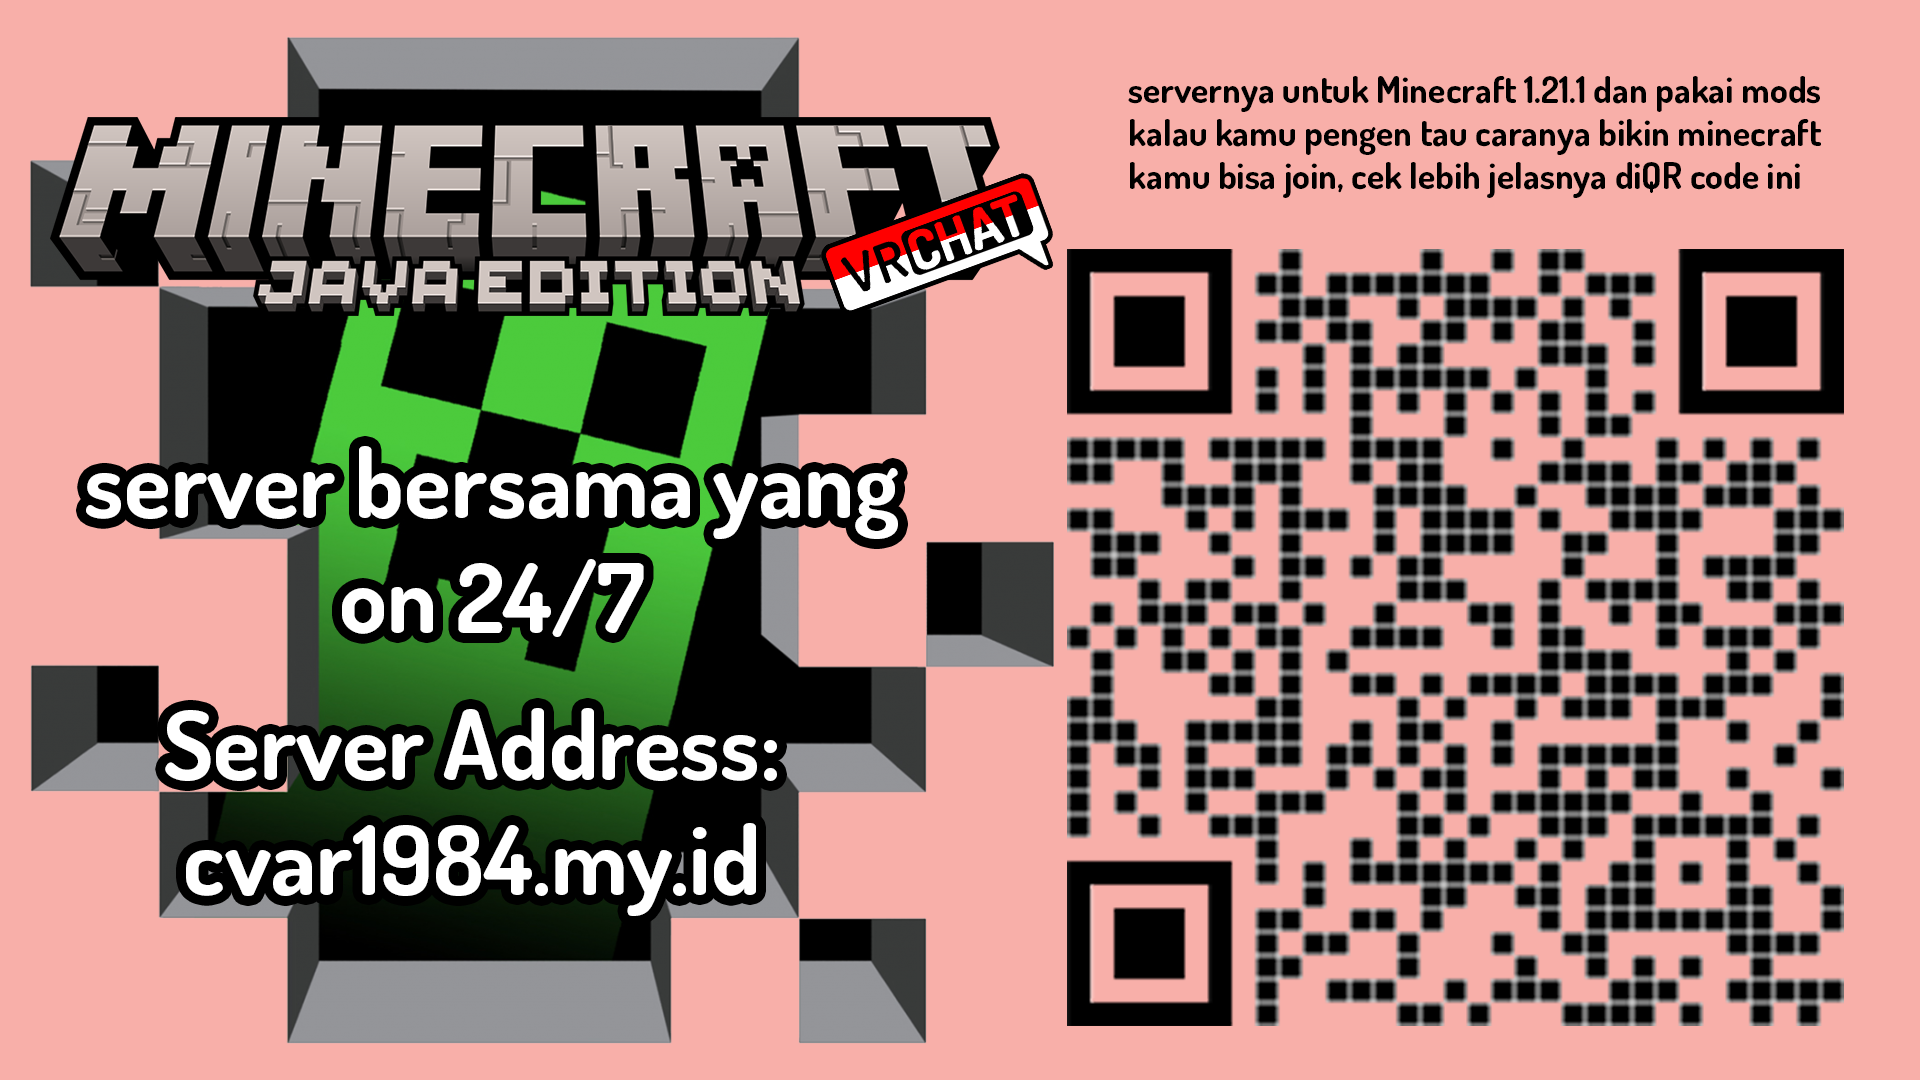 MINECRAFT
JAVA EDITION
VRCHAT
server bersama yang
on 24/7
Server Address:
cvar1984.my.id
servernya untuk Minecraft 1.21.1 dan pakai mods
kalau kamu pengen tau caranya bikin minecraft
kamu bisa join, cek lebih jelasnya diQR code ini